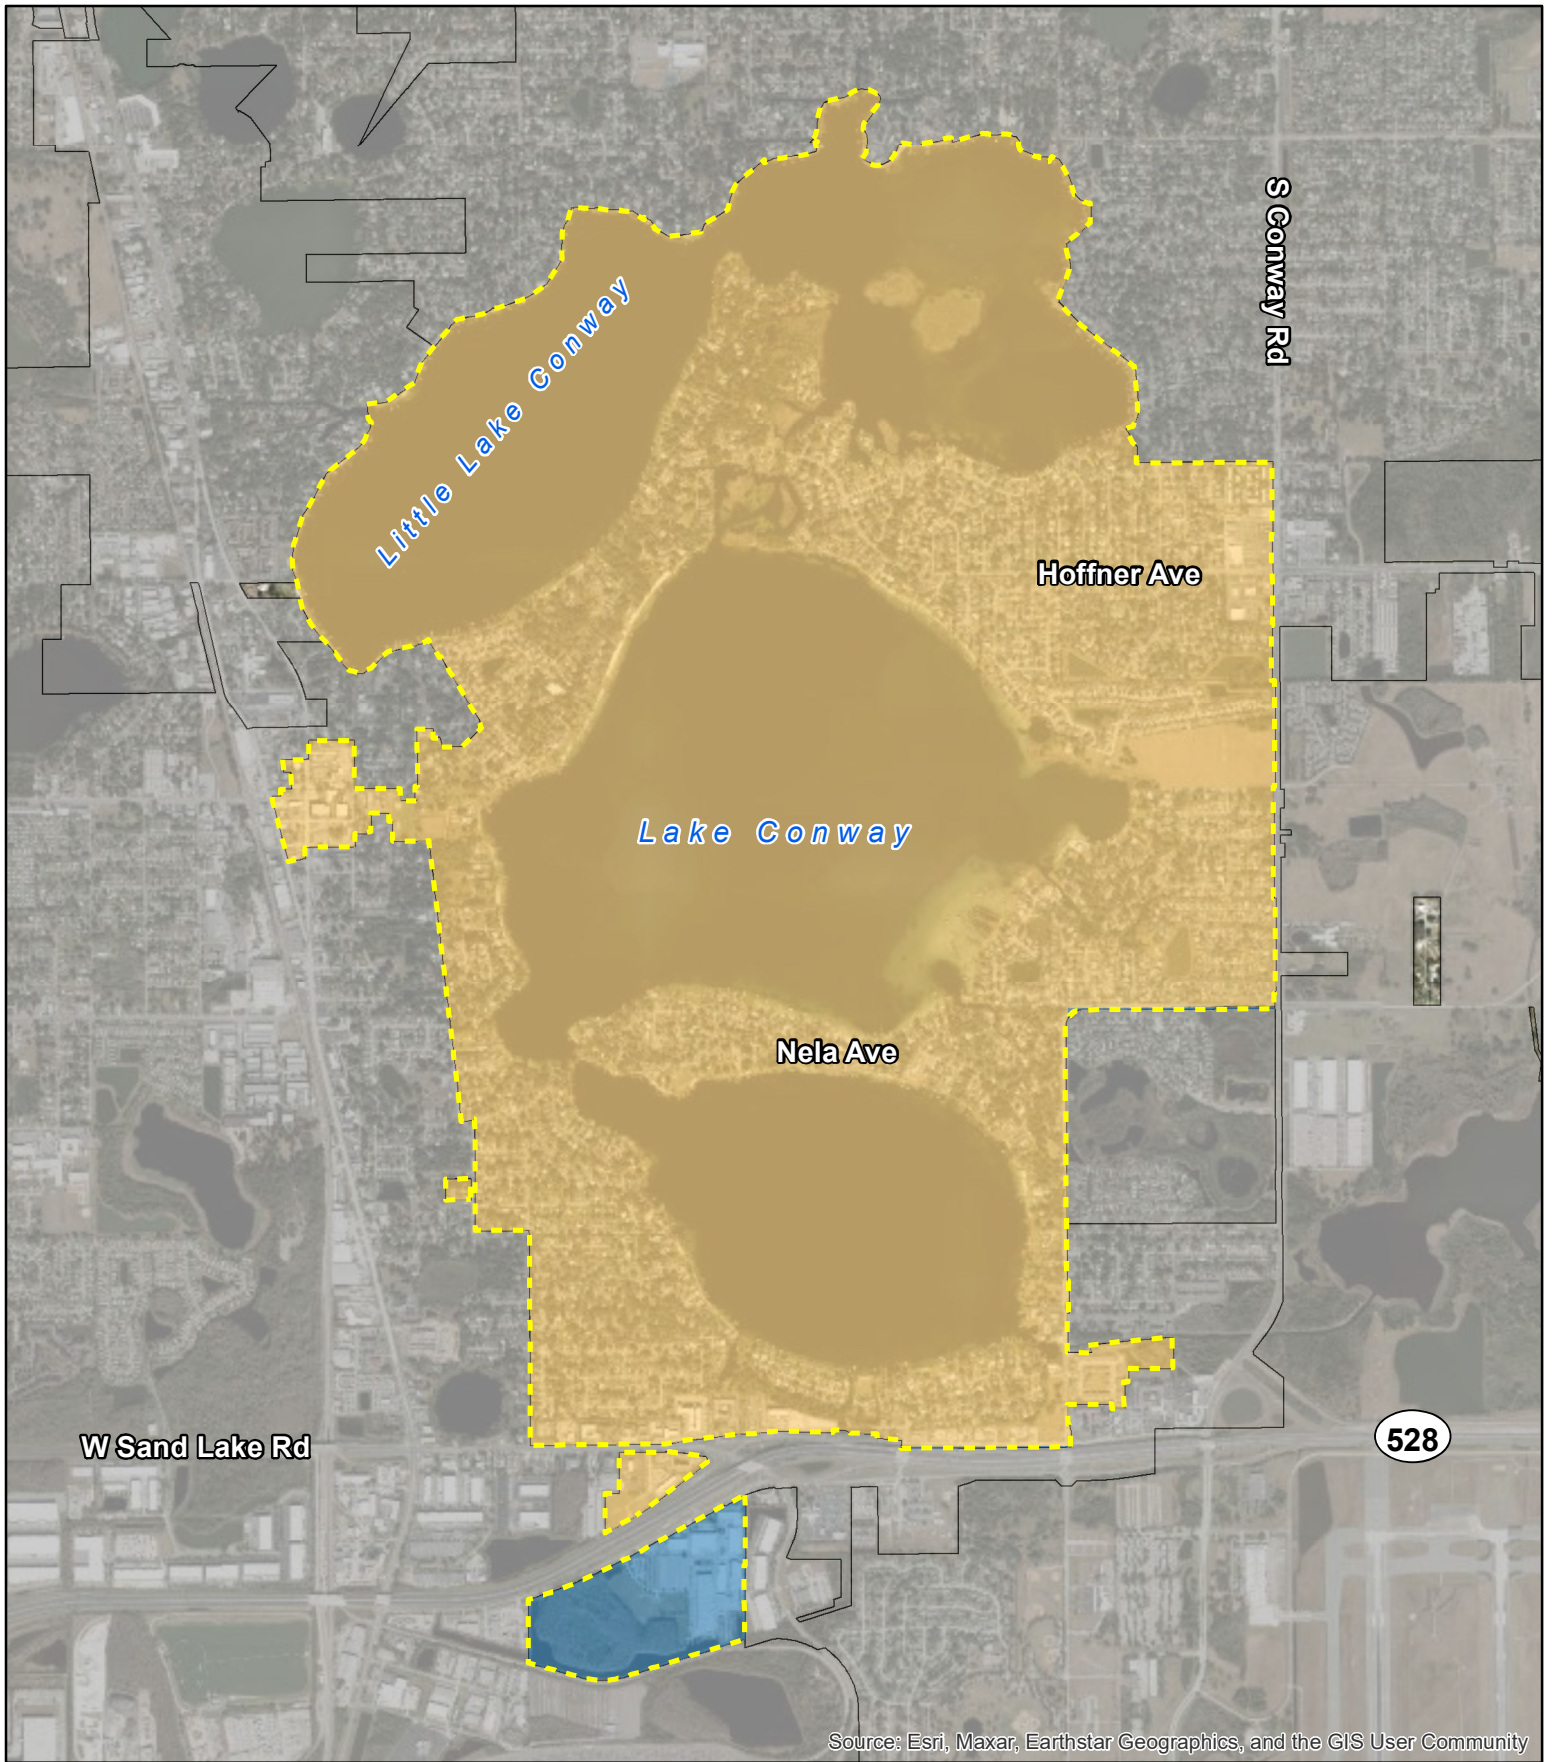 S Conway Rd
Little Lake Conway
Hoffner Ave
Lake Conway
Nela Ave
W Sand Lake Rd
528
Source: Esri, Maxar, Earthstar Geographics, and the GIS User Community